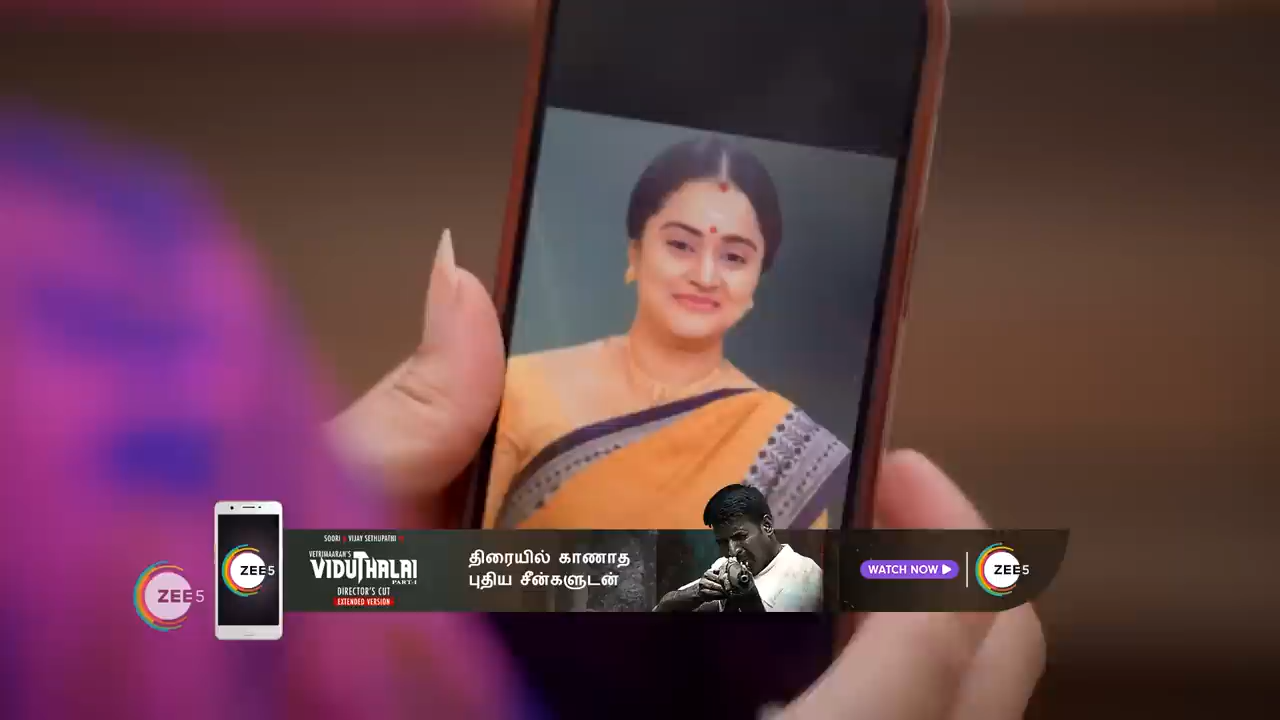 ZEE5
ZEE5
SOORI VIJAY SETHUPATHI
VETRIMAARAN'S
VIDUTHALAI
PART-1
DIRECTOR'S CUT
EXTENDED VERSION
திரையில் காணாத
புதிய சீன்களுடன்
WATCH NOW
ZEE5